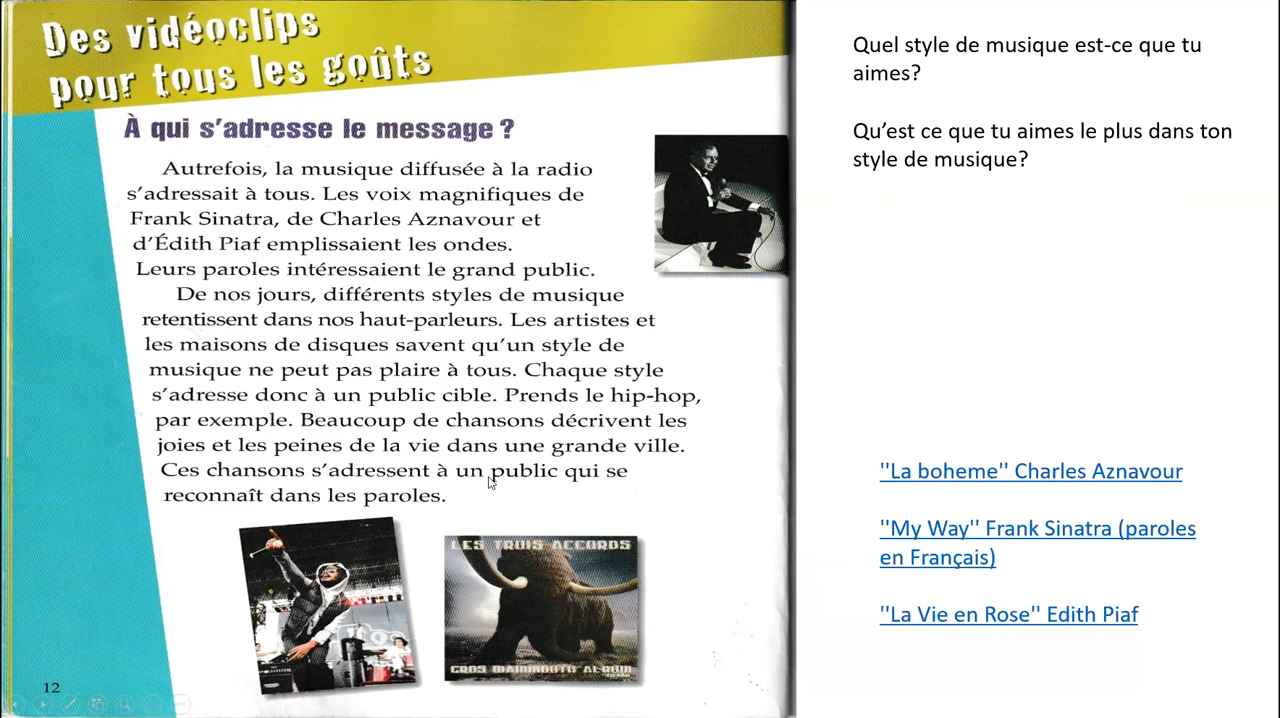 Des vidéoclips
pour tous les goûts
À qui s'adresse le message ?
Autrefois, la musique diffusée à la radio
s'adressait à tous. Les voix magnifiques de
Frank Sinatra, de Charles Aznavour et
d'Édith Piaf emplissaient les ondes.
Leurs paroles intéressaient le grand public.
De nos jours, différents styles de musique
retentissent dans nos haut-parleurs. Les artistes et
les maisons de disques savent qu'un style de
musique ne peut pas plaire à tous. Chaque style
s'adresse donc à un public cible. Prends le hip-hop,
par exemple. Beaucoup de chansons décrivent les
joies et les peines de la vie dans une grande ville.
Ces chansons s'adressent à un public qui se
reconnaît dans les paroles.
LES TROIS ACCORDS
GROS MAMMOUTH ALBUM
12
Quel style de musique est-ce que tu
aimes?
Qu'est ce que tu aimes le plus dans ton
style de musique?
''La boheme'' Charles Aznavour
''My Way'' Frank Sinatra (paroles
en Français)
''La Vie en Rose'' Edith Piaf